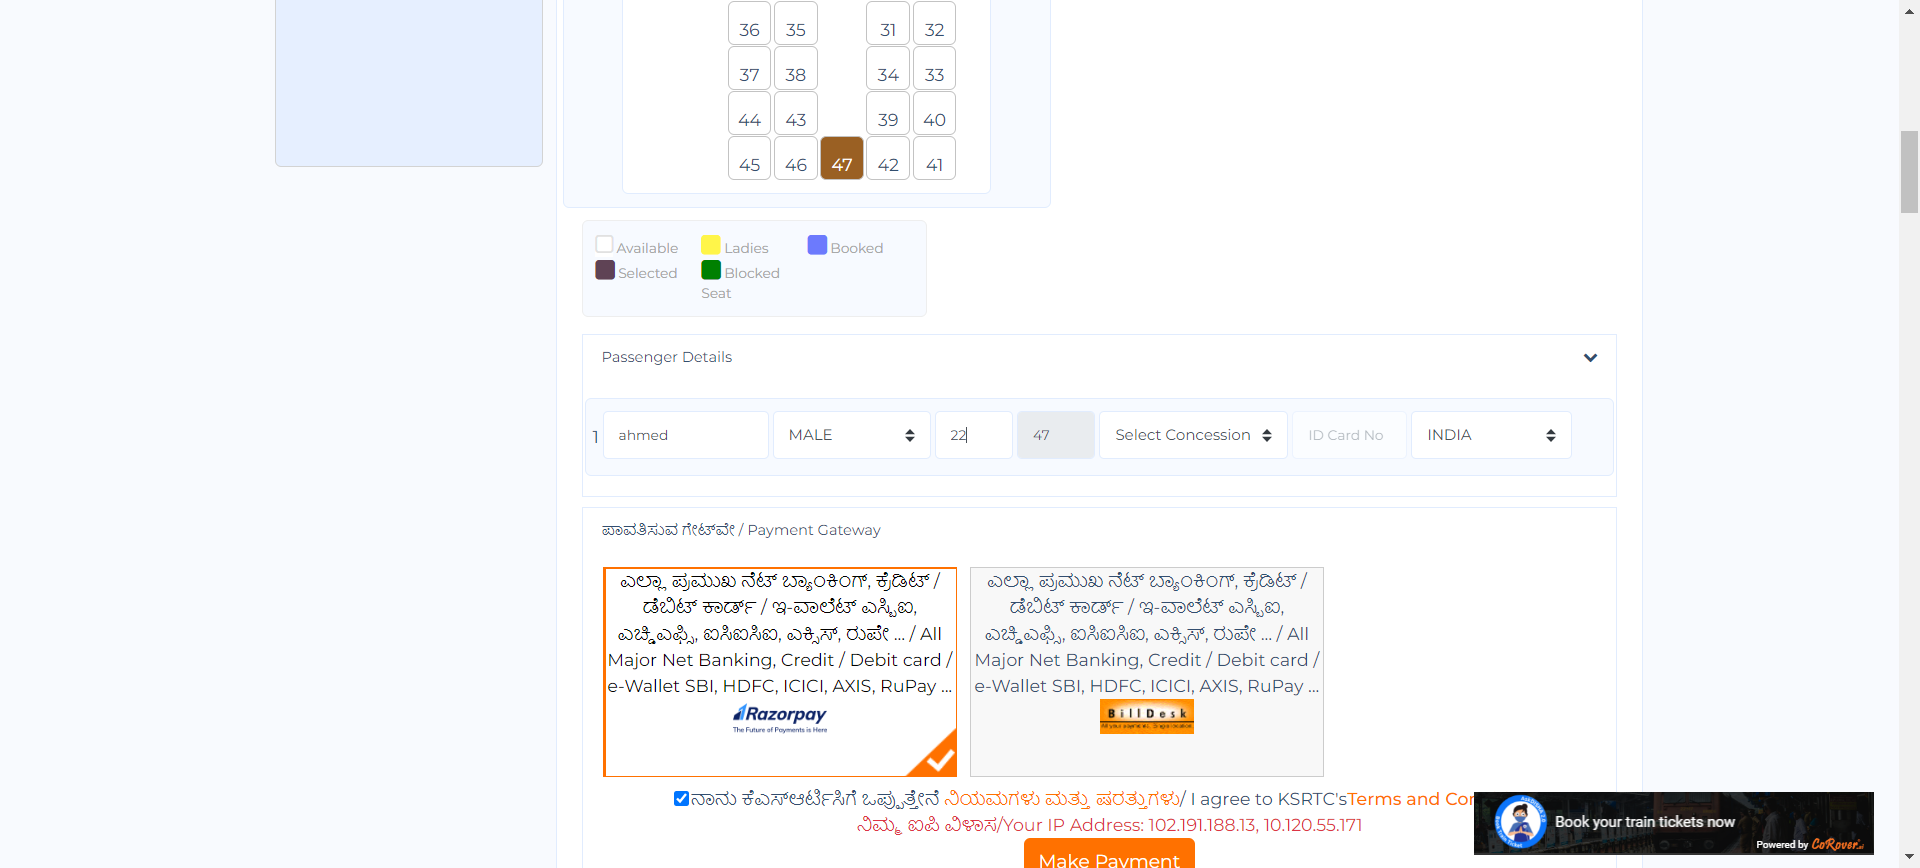 36 35 31 32
37 38 34 33
44 43 39 40
45 46 47 42 41
Available Ladies Booked
Selected Blocked
Seat
Passenger Details
1 ahmed MALE 22 47 Select Concession ID Card No INDIA
ಪಾವತಿಸುವ ಗೇಟ್‌ವೇ / Payment Gateway
ಎಲ್ಲಾ ಪ್ರಮುಖ ನೆಟ್ ಬ್ಯಾಂಕಿಂಗ್, ಕ್ರೆಡಿಟ್ /
ಡೆಬಿಟ್ ಕಾರ್ಡ್ / ಇ-ವಾಲೆಟ್ ಎಸ್ಬಿಐ,
ಎಚ್ಡಿಎಫ್ಸಿ, ಐಸಿಐಸಿಐ, ಎಕ್ಸಿಸ್, ರುಪೇ ... / All
Major Net Banking, Credit / Debit card /
e-Wallet SBI, HDFC, ICICI, AXIS, RuPay ...
Razorpay
The Future of Payments is Here
ಎಲ್ಲಾ ಪ್ರಮುಖ ನೆಟ್ ಬ್ಯಾಂಕಿಂಗ್, ಕ್ರೆಡಿಟ್ /
ಡೆಬಿಟ್ ಕಾರ್ಡ್ / ಇ-ವಾಲೆಟ್ ಎಸ್ಬಿಐ,
ಎಚ್ಡಿಎಫ್ಸಿ, ಐಸಿಐಸಿಐ, ಎಕ್ಸಿಸ್, ರುಪೇ ... / All
Major Net Banking, Credit / Debit card /
e-Wallet SBI, HDFC, ICICI, AXIS, RuPay ...
BillDesk
ನಾನು ಕೆಎಸ್ಆರ್ಟಿಸಿಗೆ ಒಪ್ಪುತ್ತೇನೆ ನಿಯಮಗಳು ಮತ್ತು ಷರತ್ತುಗಳು/ I agree to KSRTC'sTerms and Con
ನಿಮ್ಮ ಐಪಿ ವಿಳಾಸ/Your IP Address: 102.191.188.13, 10.120.55.171
Make Payment
Book your train tickets now
Powered by CoRover.ai